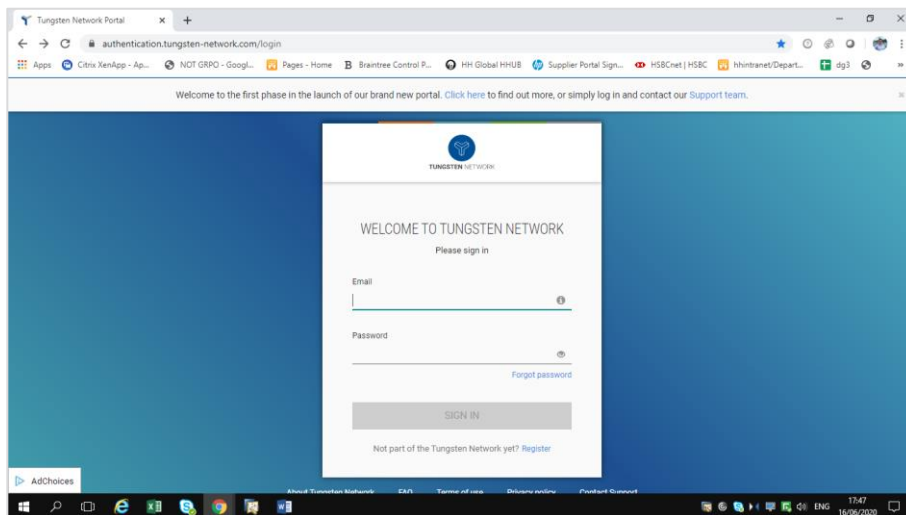 Tungsten Network Portal
authentication.tungsten-network.com/login
Apps Citrix XenApp - Ap... NOT GRPO - Googl... Pages - Home B Braintree Control P... HH Global HHUB Supplier Portal Sign... HSBCnet | HSBC hhintranet/Depart... dg3 »
Welcome to the first phase in the launch of our brand new portal. Click here to find out more, or simply log in and contact our Support team.
TUNGSTEN NETWORK
WELCOME TO TUNGSTEN NETWORK
Please sign in
Email
Password
Forgot password
SIGN IN
Not part of the Tungsten Network yet? Register
AdChoices
About Tungsten Network FAQ Terms of use Privacy policy Contact Support
ENG 17:47
16/06/2020